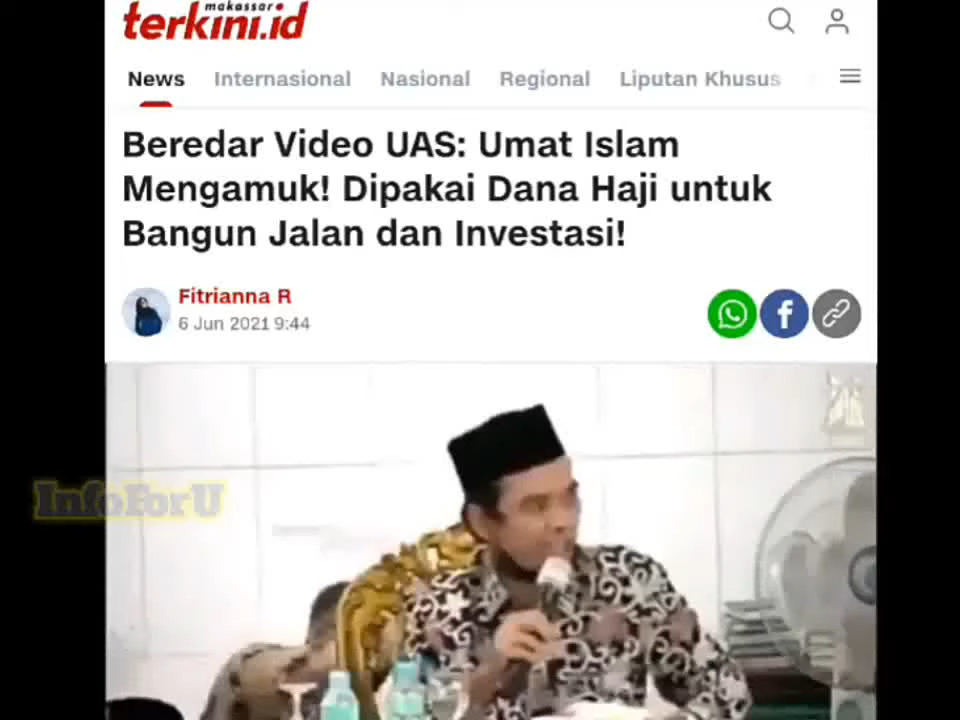 makassar
terkini.id
News Internasional Nasional Regional Liputan Khusus
Beredar Video UAS: Umat Islam
Mengamuk! Dipakai Dana Haji untuk
Bangun Jalan dan Investasi!
Fitrianna R
6 Jun 2021 9:44
InfoForU